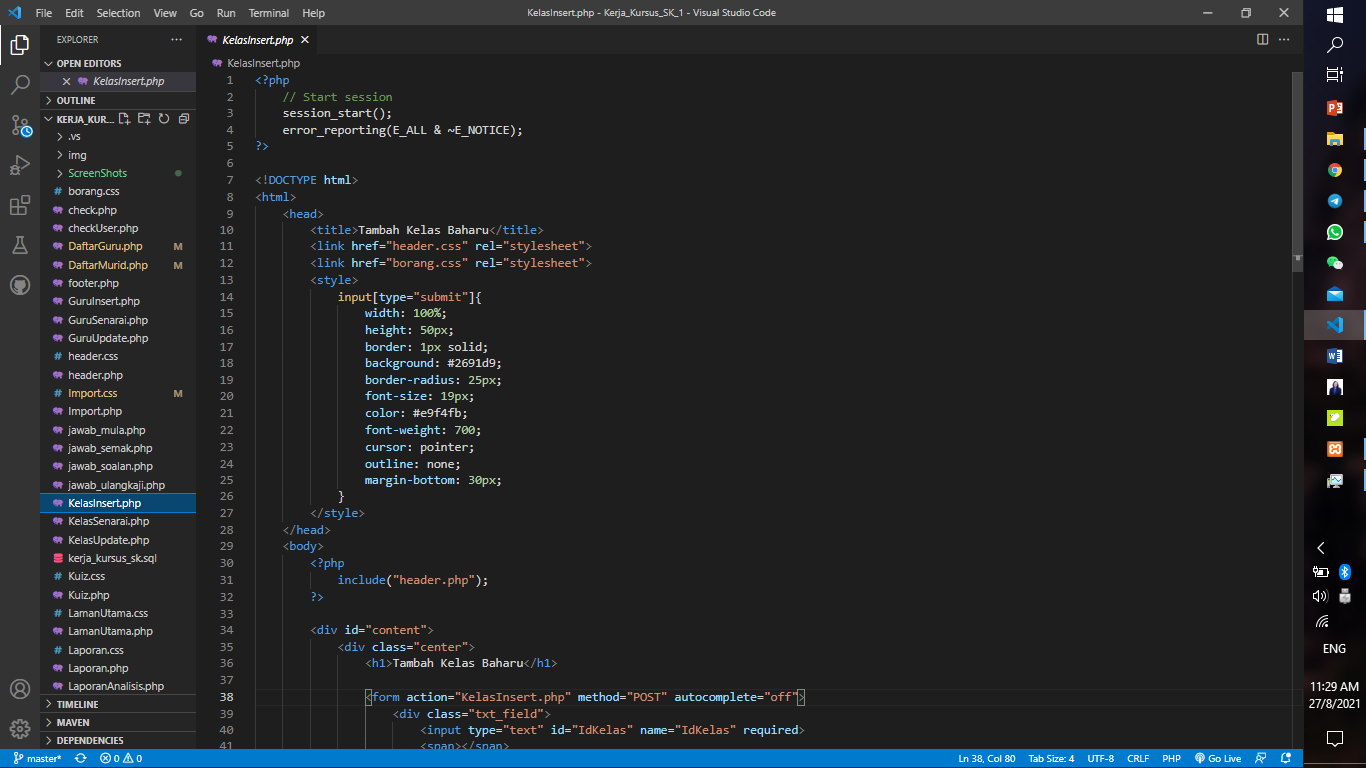 File Edit Selection View Go Run Terminal Help
KelasInsert.php - Kerja_Kursus_SK_1 - Visual Studio Code
EXPLORER
OPEN EDITORS
KelasInsert.php
OUTLINE
KERJA_KUR...
.vs
img
ScreenShots
borang.css
check.php
checkUser.php
DaftarGuru.php M
DaftarMurid.php M
footer.php
GuruInsert.php
GuruSenarai.php
GuruUpdate.php
header.css
header.php
Import.css M
Import.php
jawab_mula.php
jawab_semak.php
jawab_soalan.php
jawab_ulangkaji.php
KelasInsert.php
KelasSenarai.php
KelasUpdate.php
kerja_kursus_sk.sql
Kuiz.css
Kuiz.php
LamanUtama.css
LamanUtama.php
Laporan.css
Laporan.php
LaporanAnalisis.php
TIMELINE
MAVEN
DEPENDENCIES
KelasInsert.php
KelasInsert.php
1 <?php
2 // Start session
3 session_start();
4 error_reporting(E_ALL & ~E_NOTICE);
5 ?>
6
7 <!DOCTYPE html>
8 <html>
9 <head>
10 <title>Tambah Kelas Baharu</title>
11 <link href="header.css" rel="stylesheet">
12 <link href="borang.css" rel="stylesheet">
13 <style>
14 input[type="submit"]{
15 width: 100%;
16 height: 50px;
17 border: 1px solid;
18 background: #2691d9;
19 border-radius: 25px;
20 font-size: 19px;
21 color: #e9f4fb;
22 font-weight: 700;
23 cursor: pointer;
24 outline: none;
25 margin-bottom: 30px;
26 }
27 </style>
28 </head>
29 <body>
30 <?php
31 include("header.php");
32 ?>
33
34 <div id="content">
35 <div class="center">
36 <h1>Tambah Kelas Baharu</h1>
37
38 <form action="KelasInsert.php" method="POST" autocomplete="off">
39 <div class="txt_field">
40 <input type="text" id="IdKelas" name="IdKelas" required>
41 <span></span>
master* 0 0
Ln 38, Col 80 Tab Size: 4 UTF-8 CRLF PHP Go Live
ENG
11:29 AM
27/8/2021